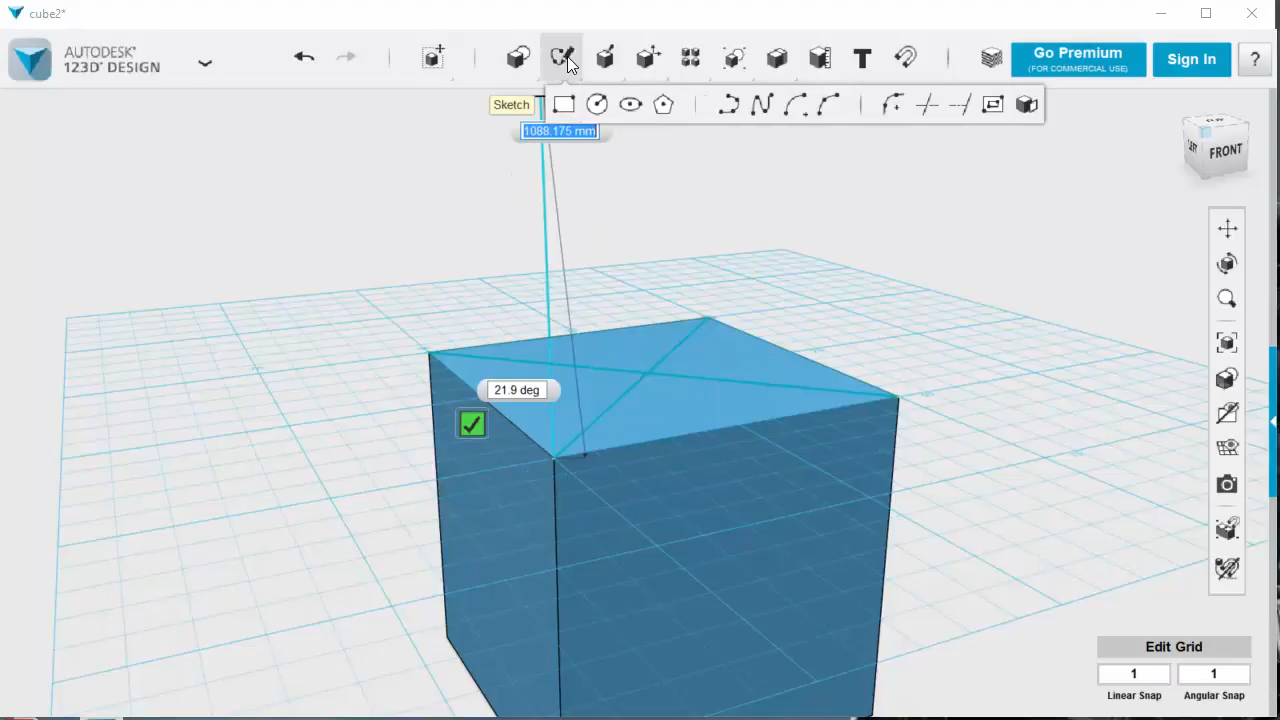 cube2*
AUTODESK®
123D® DESIGN
Go Premium
(FOR COMMERCIAL USE)
Sign In
?
Sketch
1088.175 mm
FRONT
21.9 deg
Edit Grid
1
1
Linear Snap
Angular Snap